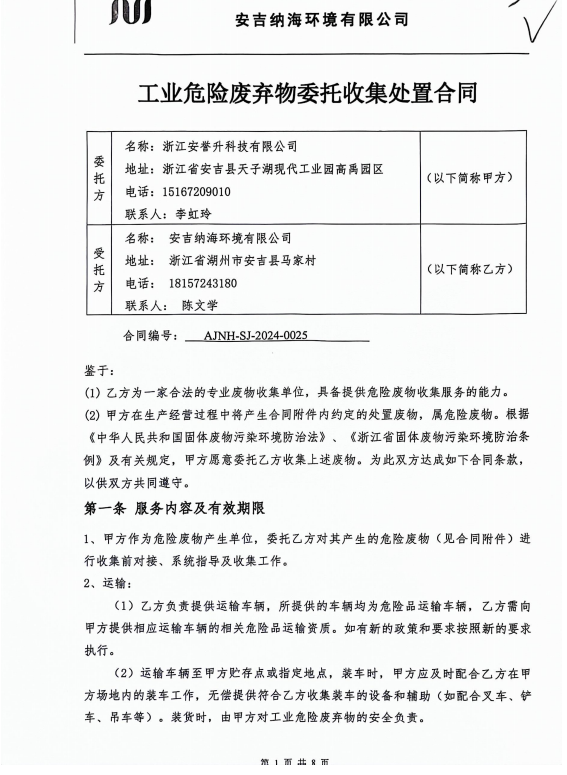 安吉纳海环境有限公司
工业危险废弃物委托收集处置合同
委托方
名称：浙江安誉升科技有限公司
地址：浙江省安吉县天子湖现代工业园高禹园区
电话：15167209010
联系人：李虹玲
（以下简称甲方）
受托方
名称： 安吉纳海环境有限公司
地址： 浙江省湖州市安吉县马家村
电话： 18157243180
联系人： 陈文学
（以下简称乙方）
合同编号： AJNH-SJ-2024-0025
鉴于：
(1) 乙方为一家合法的专业废物收集单位，具备提供危险废物收集服务的能力。
(2) 甲方在生产经营过程中将产生合同附件内约定的处置废物，属危险废物。根据
《中华人民共和国固体废物污染环境防治法》、《浙江省固体废物污染环境防治条
例》及有关规定，甲方愿意委托乙方收集上述废物。为此双方达成如下合同条款，
以供双方共同遵守。
第一条 服务内容及有效期限
1、甲方作为危险废物产生单位，委托乙方对其产生的危险废物（见合同附件）进
行收集前对接、系统指导及收集工作。
2、运输：
（1）乙方负责提供运输车辆，所提供的车辆均为危险品运输车辆，乙方需向
甲方提供相应运输车辆的相关危险品运输资质。如有新的政策和要求按照新的要求
执行。
（2）运输车辆至甲方贮存点或指定地点，装车时，甲方应及时配合乙方在甲
方场地内的装车工作，无偿提供符合乙方收集装车的设备和辅助（如配合叉车、铲
车、吊车等）。装货时，由甲方对工业危险废弃物的安全负责。
第 1 页 共 8 页